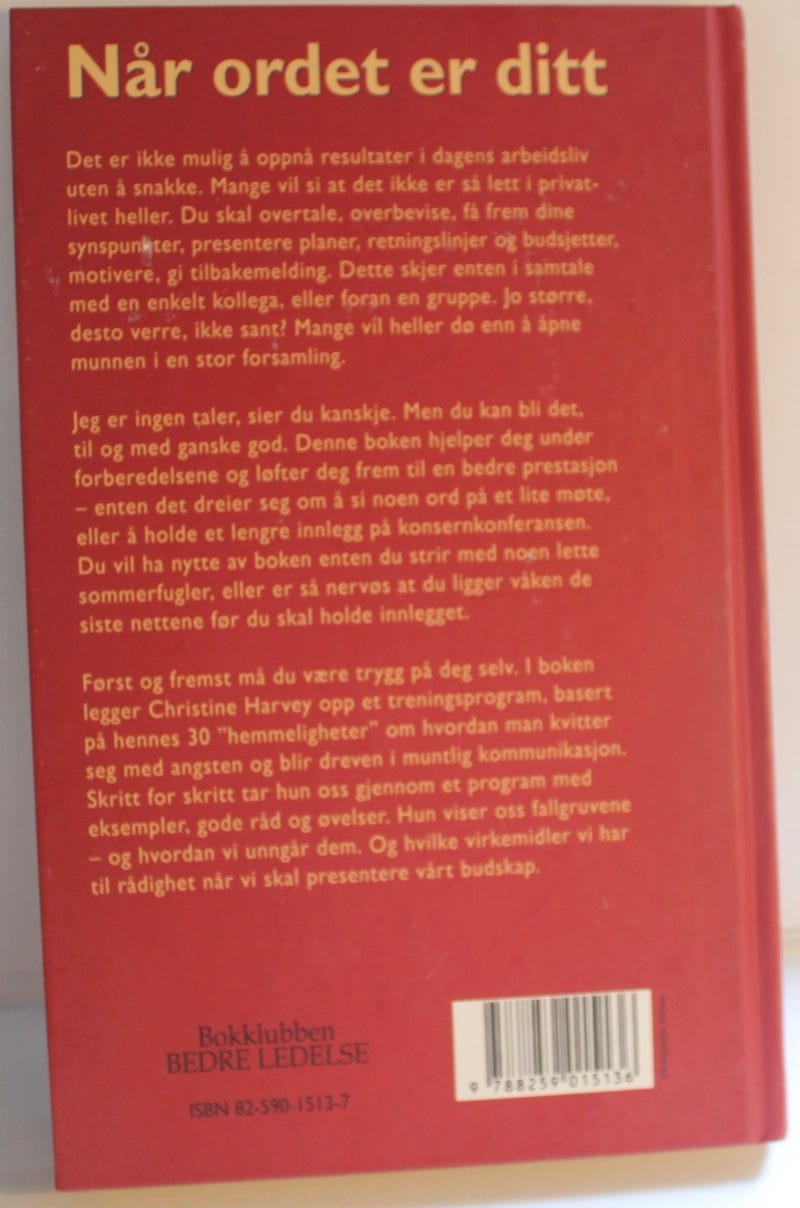 Når ordet er ditt
Det er ikke mulig å oppnå resultater i dagens arbeidsliv
uten å snakke. Mange vil si at det ikke er så lett i privat-
livet heller. Du skal overtale, overbevise, få frem dine
synspunkter, presentere planer, retningslinjer og budsjetter,
motivere, gi tilbakemelding. Dette skjer enten i samtale
med en enkelt kollega, eller foran en gruppe. Jo større,
desto verre, ikke sant? Mange vil heller dø enn å åpne
munnen i en stor forsamling.
Jeg er ingen taler, sier du kanskje. Men du kan bli det,
til og med ganske god. Denne boken hjelper deg under
forberedelsene og løfter deg frem til en bedre prestasjon
– enten det dreier seg om å si noen ord på et lite møte,
eller å holde et lengre innlegg på konsernkonferansen.
Du vil ha nytte av boken enten du strir med noen lette
sommerfugler, eller er så nervøs at du ligger våken de
siste nettene før du skal holde innlegget.
Først og fremst må du være trygg på deg selv. I boken
legger Christine Harvey opp et treningsprogram, basert
på hennes 30 "hemmeligheter" om hvordan man kvitter
seg med angsten og blir dreven i muntlig kommunikasjon.
Skritt for skritt tar hun oss gjennom et program med
eksempler, gode råd og øvelser. Hun viser oss fallgruvene
– og hvordan vi unngår dem. Og hvilke virkemidler vi har
til rådighet når vi skal presentere vårt budskap.
Bokklubben
BEDRE LEDELSE
ISBN 82-590-1513-7
9 788259 015136